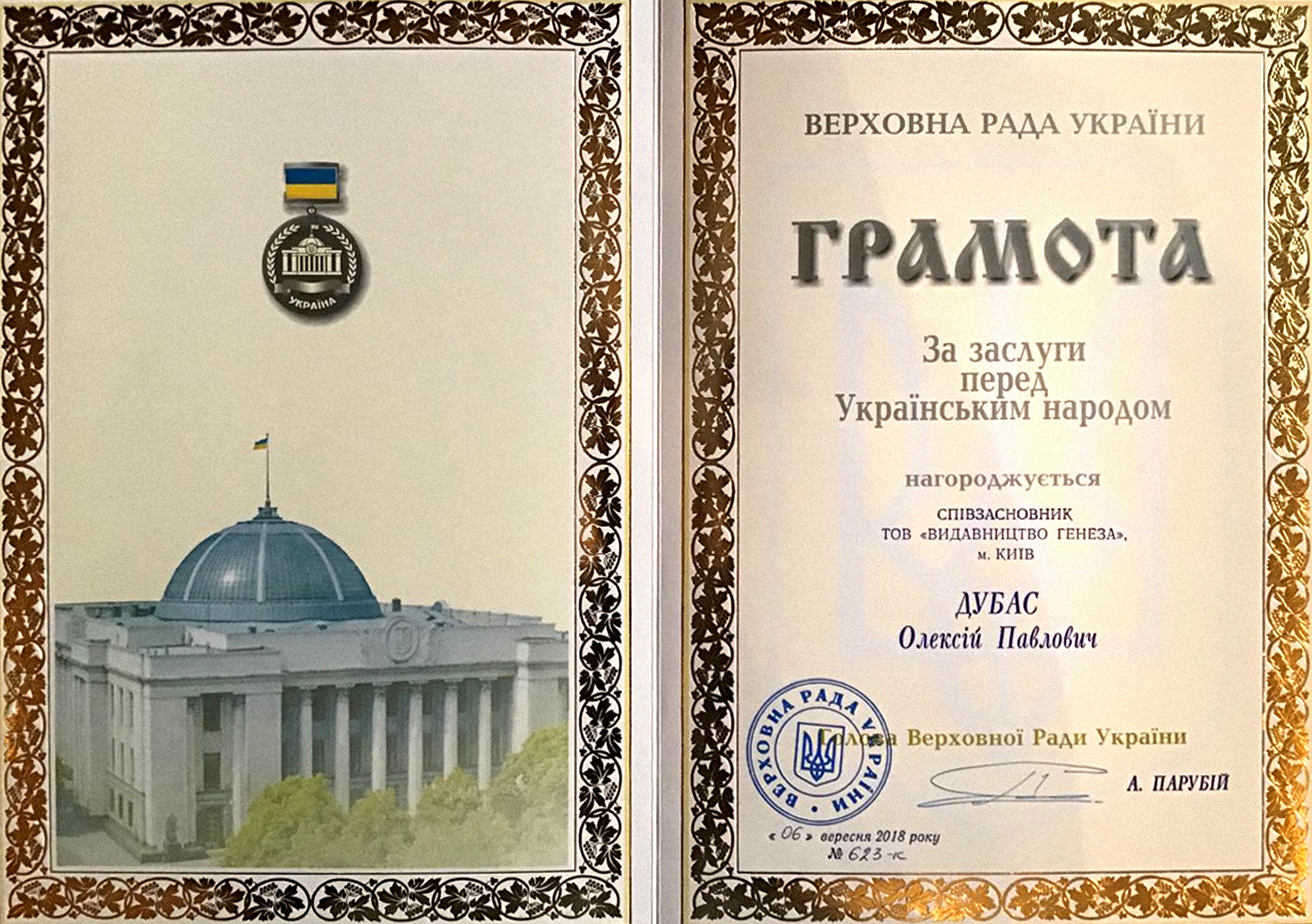 УКРАЇНА
ВЕРХОВНА РАДА УКРАЇНИ
ГРАМОТА
За заслуги
перед
Українським народом
нагороджується
СПІВЗАСНОВНИК
ТОВ «ВИДАВНИЦТВО ГЕНЕЗА»,
м. КИЇВ
ДУБАС
Олексій Павлович
ВЕРХОВНА РАДА УКРАЇНИ
Голова Верховної Ради України
А. ПАРУБІЙ
« 06 » вересня 2018 року
№ 623-к